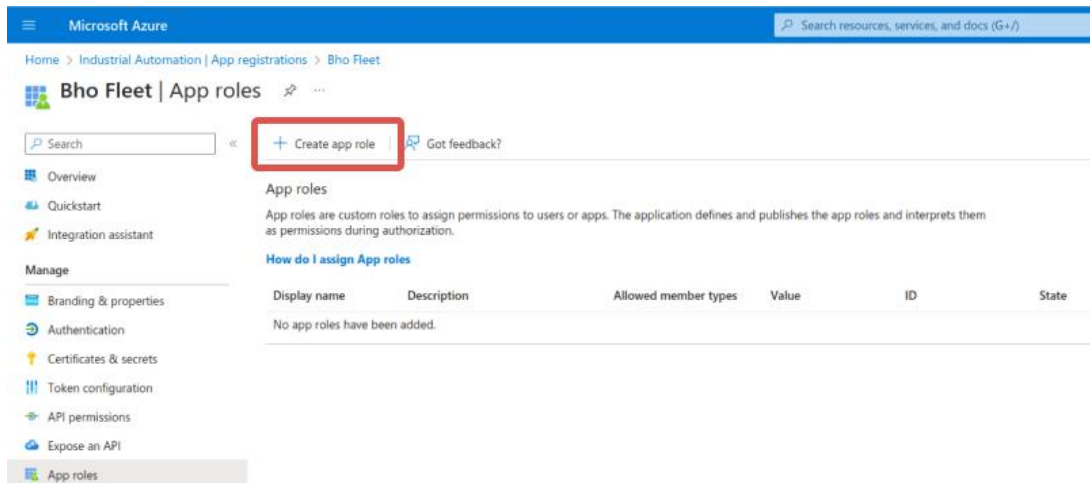 Microsoft Azure
Search resources, services, and docs (G+/)
Home > Industrial Automation | App registrations > Bho Fleet
Bho Fleet | App roles
Search
«
+ Create app role
Got feedback?
Overview
Quickstart
Integration assistant
Manage
Branding & properties
Authentication
Certificates & secrets
Token configuration
API permissions
Expose an API
App roles
App roles
App roles are custom roles to assign permissions to users or apps. The application defines and publishes the app roles and interprets them
as permissions during authorization.
How do I assign App roles
Display name Description Allowed member types Value ID State
No app roles have been added.